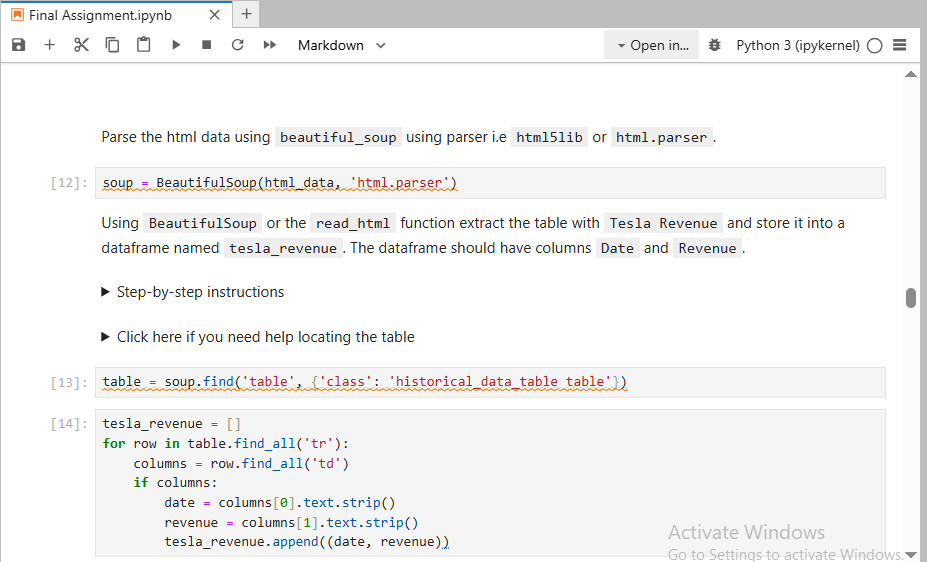 Final Assignment.ipynb
Markdown
Open in...
Python 3 (ipykernel)
Parse the html data using beautiful_soup using parser i.e html5lib or html.parser .
[12]: soup = BeautifulSoup(html_data, 'html.parser')
Using BeautifulSoup or the read_html function extract the table with Tesla Revenue and store it into a
dataframe named tesla_revenue . The dataframe should have columns Date and Revenue .
Step-by-step instructions
Click here if you need help locating the table
[13]: table = soup.find('table', {'class': 'historical_data_table table'})
[14]: tesla_revenue = []
for row in table.find_all('tr'):
    columns = row.find_all('td')
    if columns:
        date = columns[0].text.strip()
        revenue = columns[1].text.strip()
        tesla_revenue.append((date, revenue))
Activate Windows
Go to Settings to activate Windows.